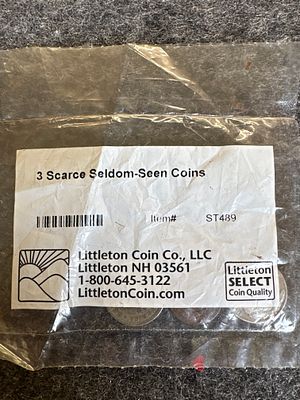 3 Scarce Seldom-Seen Coins
Item# ST489
Littleton Coin Co., LLC
Littleton NH 03561
1-800-645-3122
LittletonCoin.com
Littleton
SELECT
Coin Quality